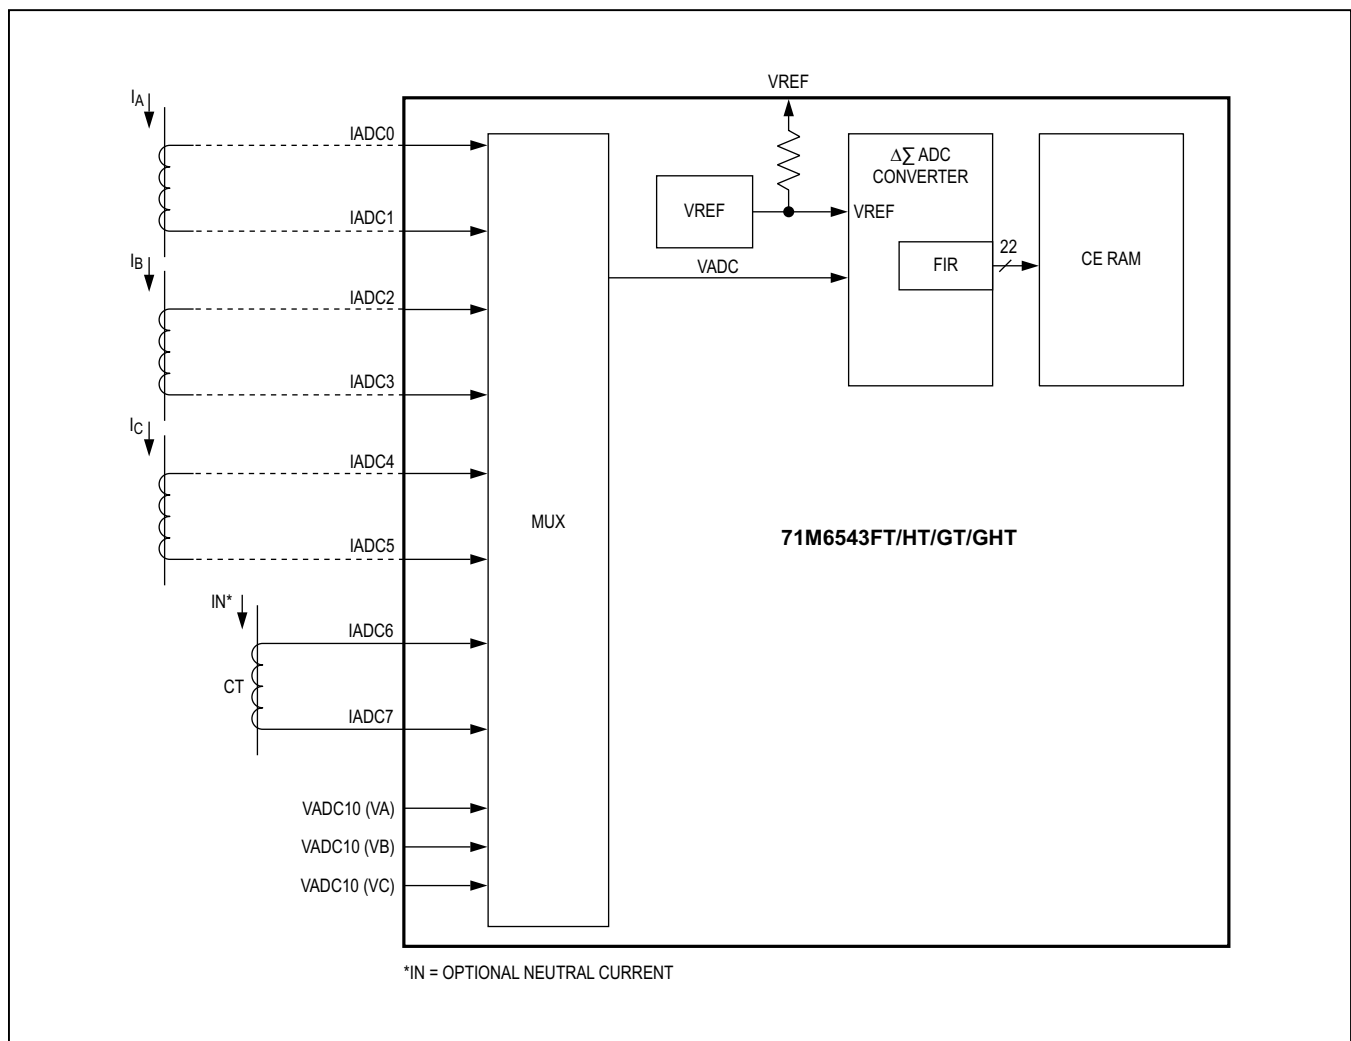 VREF
IA
IADC0
IADC1
IB
IADC2
IADC3
IC
IADC4
IADC5
IN*
IADC6
CT
IADC7
VADC10 (VA)
VADC10 (VB)
VADC10 (VC)
MUX
VREF
VADC
ΔΣ ADC
CONVERTER
VREF
FIR
22
CE RAM
71M6543FT/HT/GT/GHT
*IN = OPTIONAL NEUTRAL CURRENT